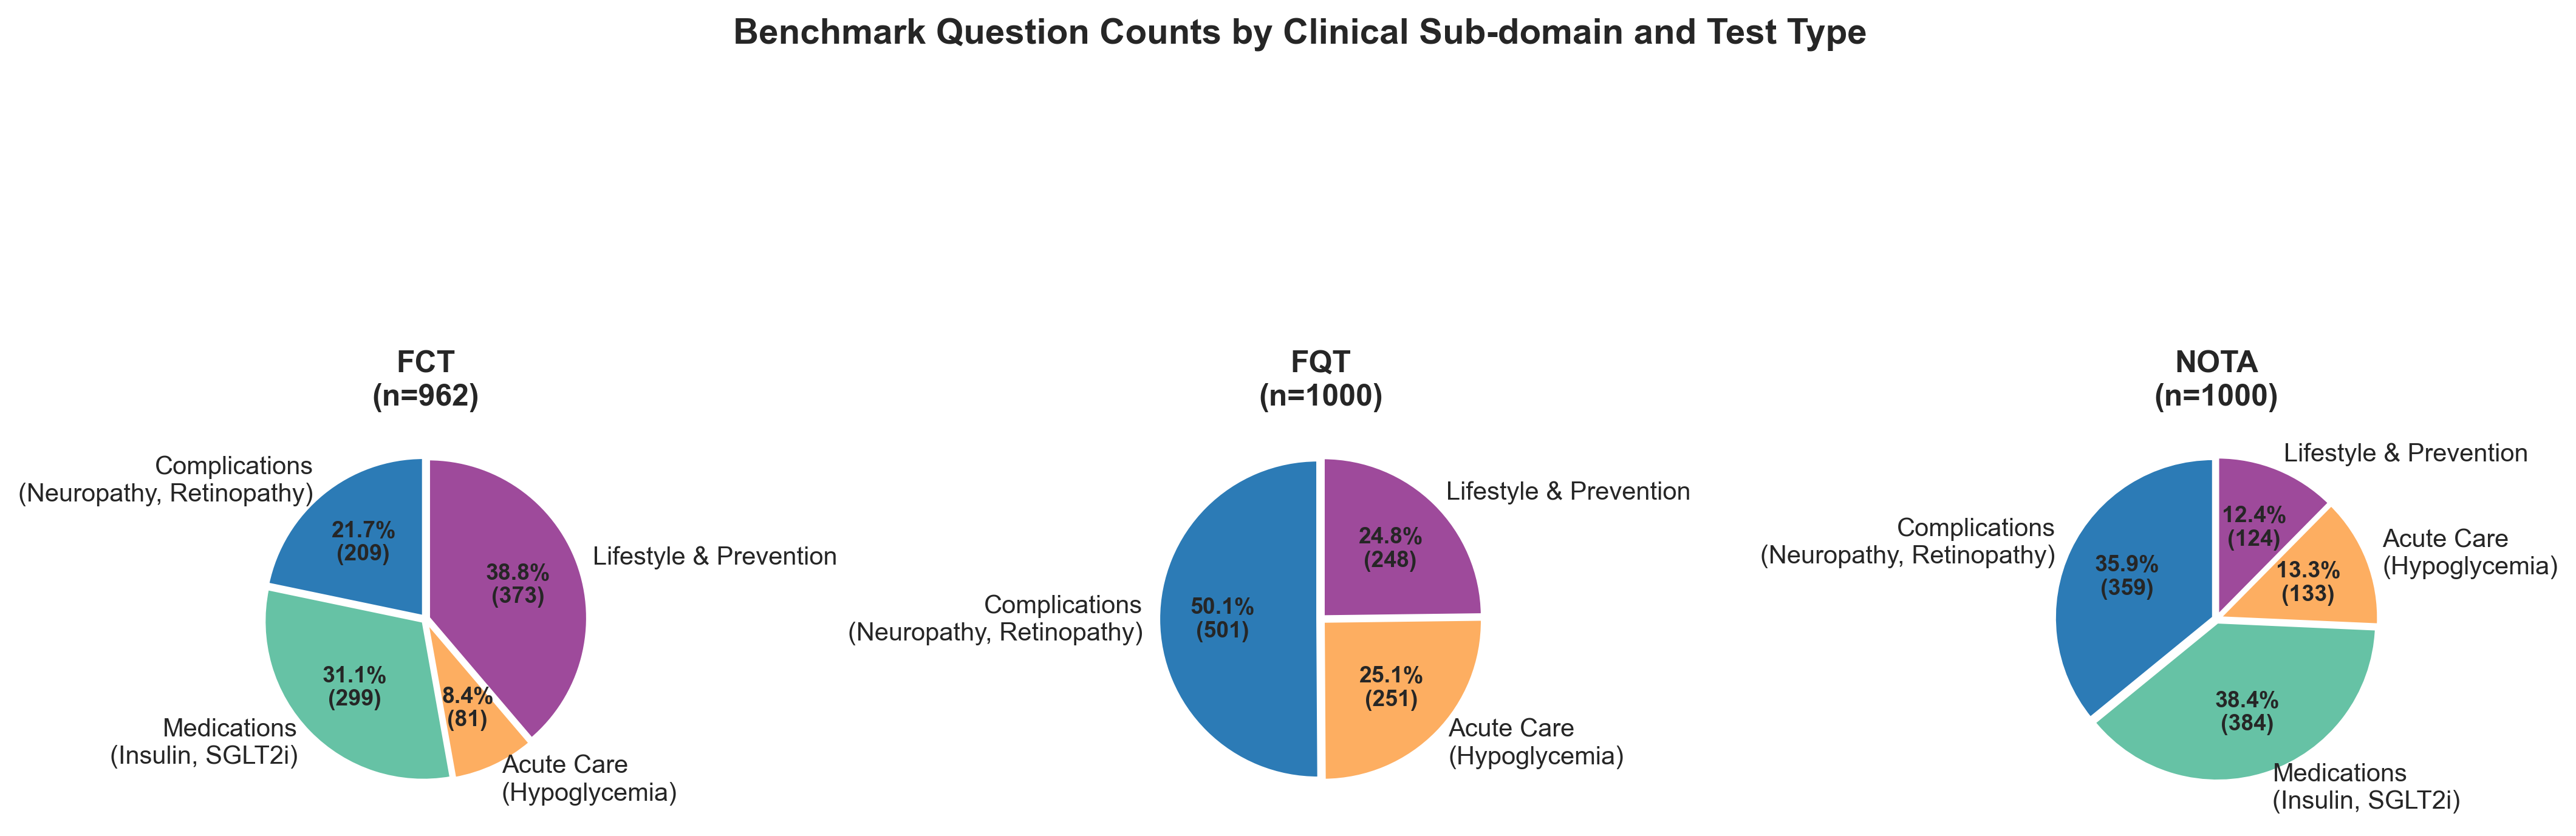 Benchmark Question Counts by Clinical Sub-domain and Test Type
FCT
(n=962)
Complications
(Neuropathy, Retinopathy)
21.7%
(209)
38.8%
(373)
Lifestyle & Prevention
31.1%
(299)
8.4%
(81)
Medications
(Insulin, SGLT2i)
Acute Care
(Hypoglycemia)
FQT
(n=1000)
Lifestyle & Prevention
24.8%
(248)
Complications
(Neuropathy, Retinopathy)
50.1%
(501)
25.1%
(251)
Acute Care
(Hypoglycemia)
NOTA
(n=1000)
Lifestyle & Prevention
12.4%
(124)
Complications
(Neuropathy, Retinopathy)
35.9%
(359)
13.3%
(133)
Acute Care
(Hypoglycemia)
38.4%
(384)
Medications
(Insulin, SGLT2i)